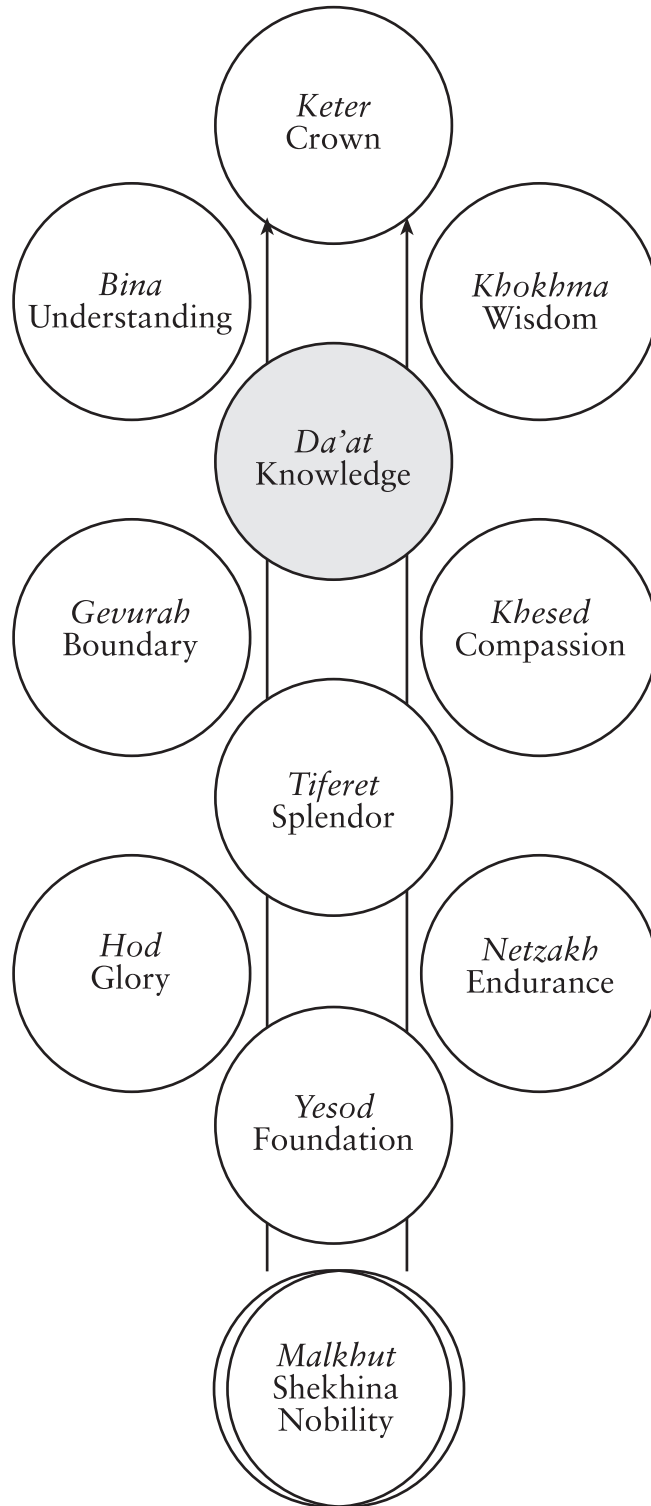 Keter
Crown
Bina
Understanding
Khokhma
Wisdom
Da’at
Knowledge
Gevurah
Boundary
Khesed
Compassion
Tiferet
Splendor
Hod
Glory
Netzakh
Endurance
Yesod
Foundation
Malkhut
Shekhina
Nobility